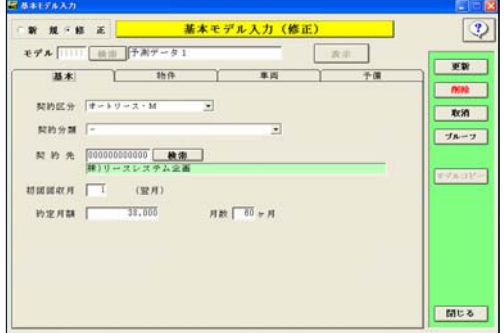 基本モデル入力
新 規 修 正
基本モデル入力（修正）
モデル 11111 検索 予測データ1 表示
基本 物件 車両 予備
契約区分 オートリース・M
契約分類 -
契 約 先 000000000000 検索
㈱リースシステム企画
初回回収月 1 (翌月)
約定月額 38,000 月数 60 ヶ月
更新
削除
取消
プルーフ
モデルコピー
閉じる